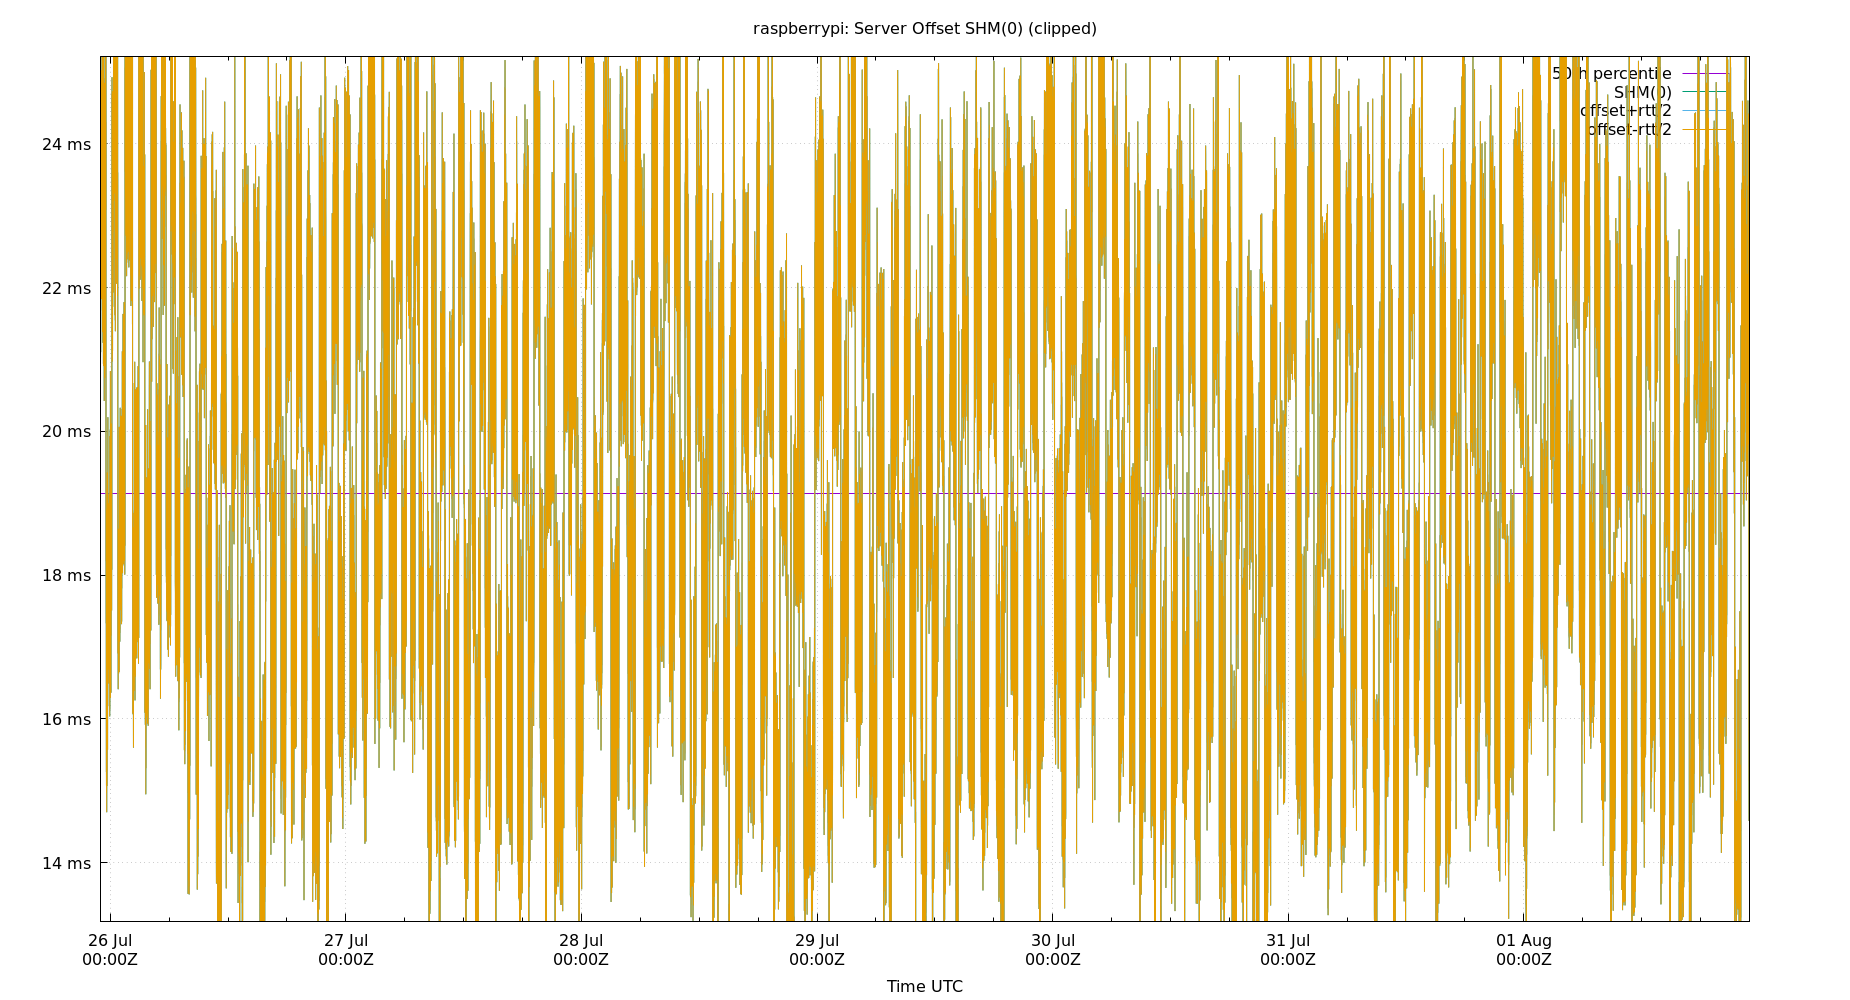 raspberrypi: Server Offset SHM(0) (clipped)
50th percentile
SHM(0)
offset+rtt/2
offset-rtt/2
24 ms
22 ms
20 ms
18 ms
16 ms
14 ms
26 Jul 27 Jul 28 Jul 29 Jul 30 Jul 31 Jul 01 Aug
00:00Z 00:00Z 00:00Z 00:00Z 00:00Z 00:00Z 00:00Z
Time UTC